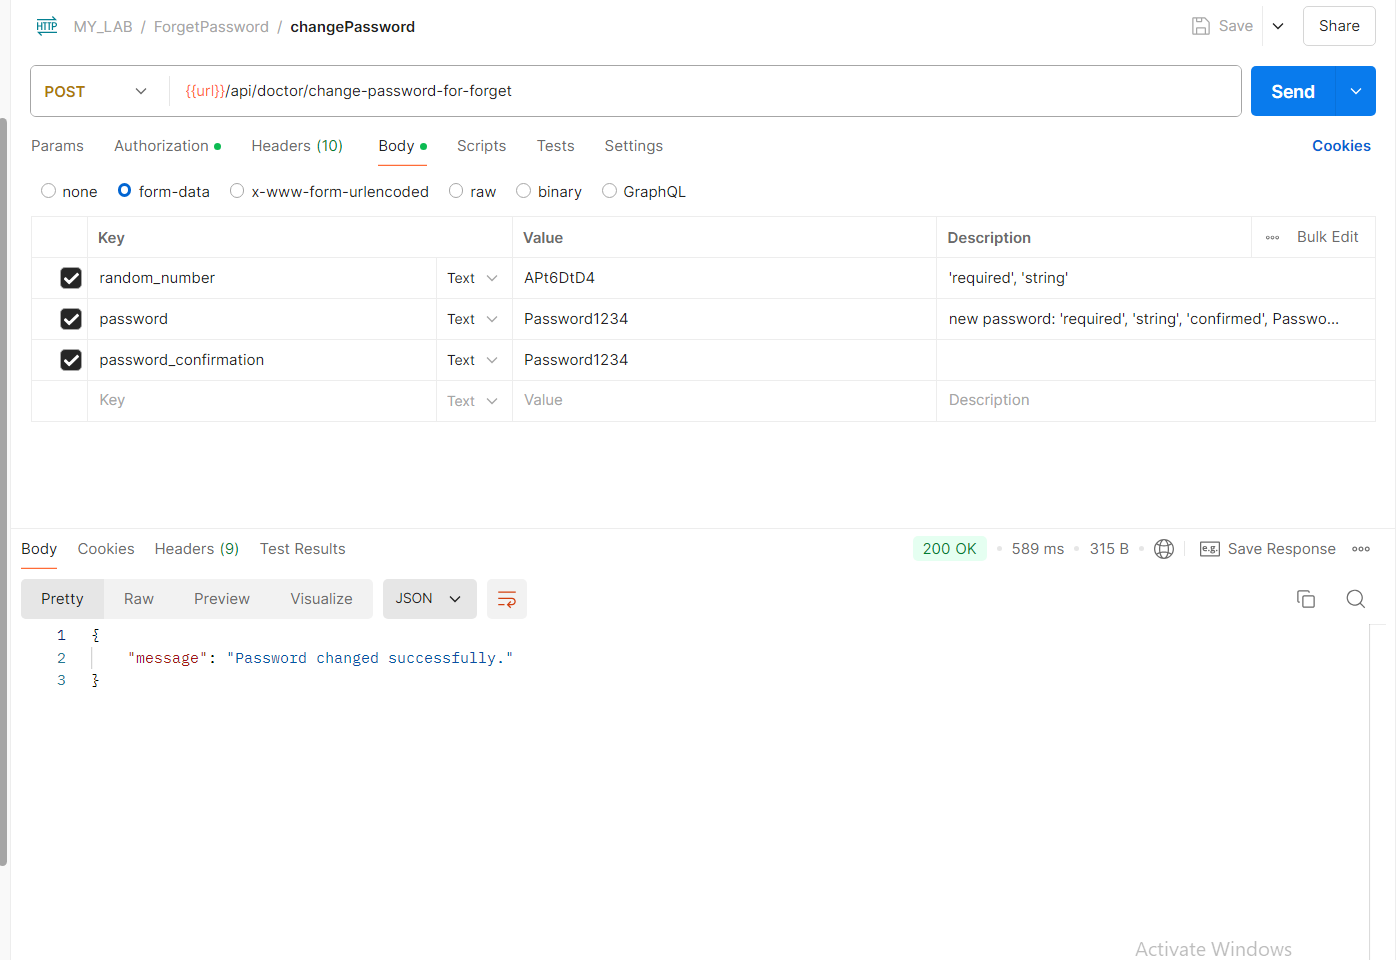 HTTP MY_LAB / ForgetPassword / changePassword Save Share
POST {{url}}/api/doctor/change-password-for-forget Send
Params Authorization Headers (10) Body Scripts Tests Settings Cookies
none form-data x-www-form-urlencoded raw binary GraphQL
Key Value Description Bulk Edit
random_number Text APt6DtD4 'required', 'string'
password Text Password1234 new password: 'required', 'string', 'confirmed', Passwo...
password_confirmation Text Password1234
Key Text Value Description
Body Cookies Headers (9) Test Results 200 OK 589 ms 315 B e.g. Save Response
Pretty Raw Preview Visualize JSON
1 {
2 "message": "Password changed successfully."
3 }
Activate Windows